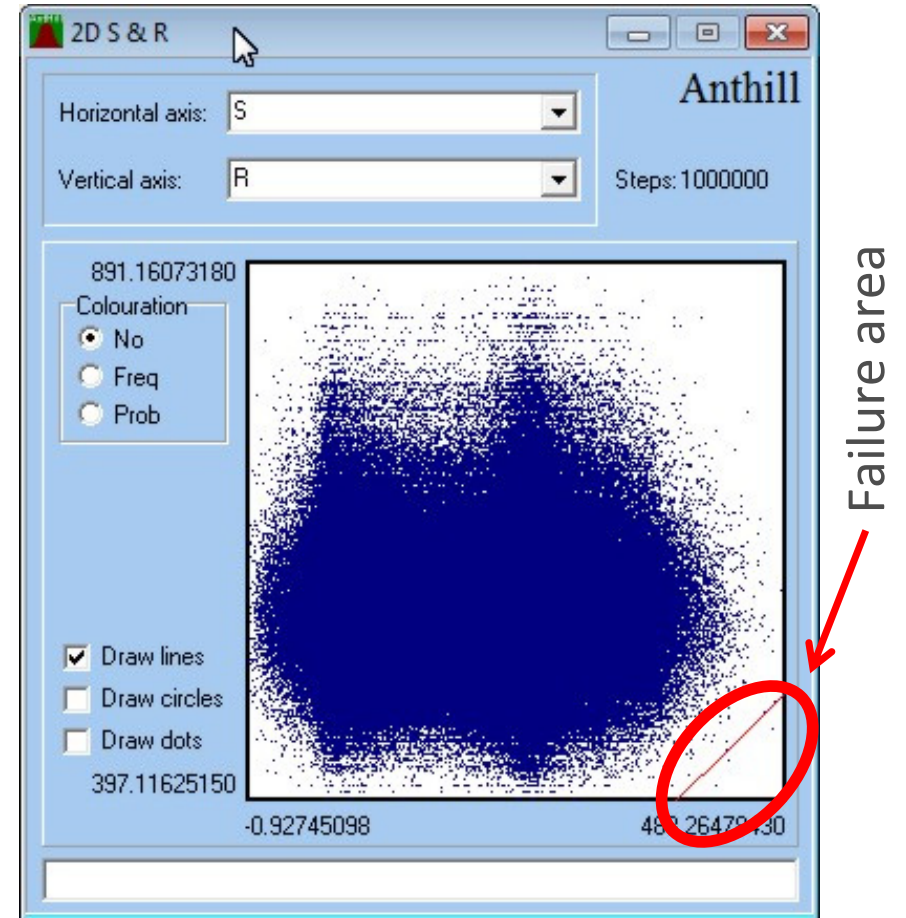 2D S & R
Anthill
Horizontal axis: S
Vertical axis: R
Steps: 1000000
891.16073180
Colouration
No
Freq
Prob
Draw lines
Draw circles
Draw dots
397.11625150
-0.92745098
Failure area